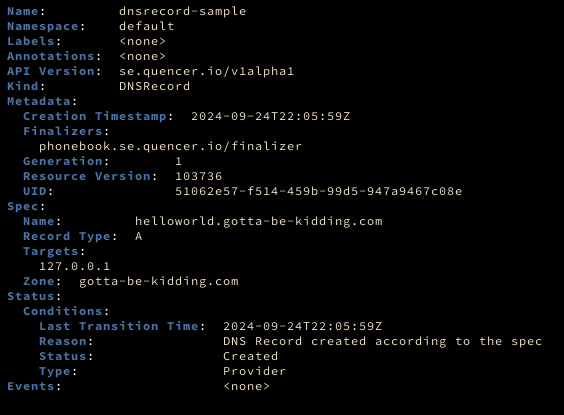 Name:         dnsrecord-sample
Namespace:    default
Labels:       <none>
Annotations:  <none>
API Version:  se.quencer.io/v1alpha1
Kind:         DNSRecord
Metadata:
  Creation Timestamp:  2024-09-24T22:05:59Z
  Finalizers:
    phonebook.se.quencer.io/finalizer
  Generation:        1
  Resource Version:  103736
  UID:               51062e57-f514-459b-99d5-947a9467c08e
Spec:
  Name:         helloworld.gotta-be-kidding.com
  Record Type:  A
  Targets:
    127.0.0.1
  Zone:  gotta-be-kidding.com
Status:
  Conditions:
    Last Transition Time:  2024-09-24T22:05:59Z
    Reason:                DNS Record created according to the spec
    Status:                Created
    Type:                  Provider
Events:                    <none>